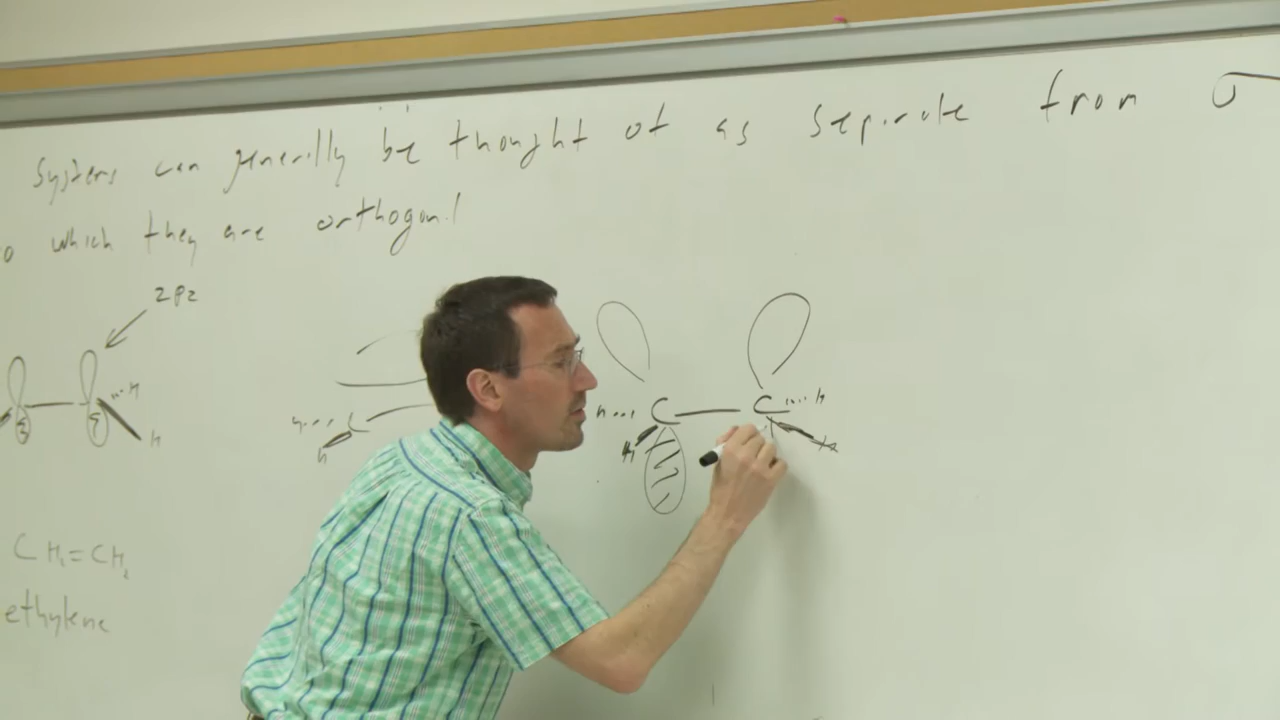 systems can generally be thought of as separate from σ
o which they are orthogonal
2pz
H
H
H C
H
H C C H
H H
CH₂=CH₂
ethylene